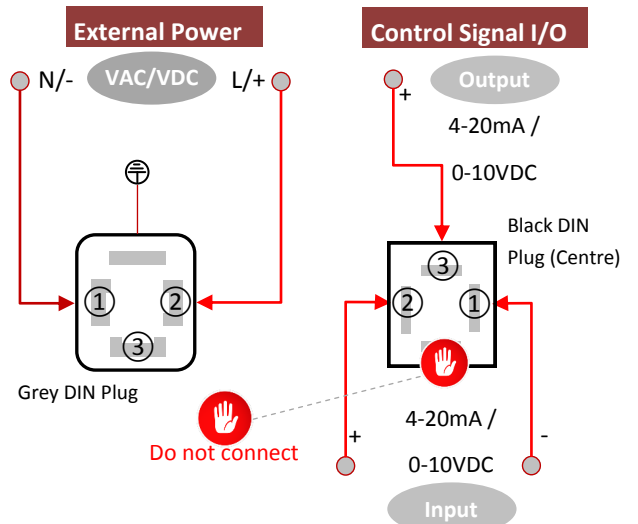 External Power
N/-
VAC/VDC
L/+
1
2
3
Grey DIN Plug
Do not connect
Control Signal I/O
Output
+
4-20mA /
0-10VDC
Black DIN
Plug (Centre)
3
2
1
+
4-20mA /
-
0-10VDC
Input